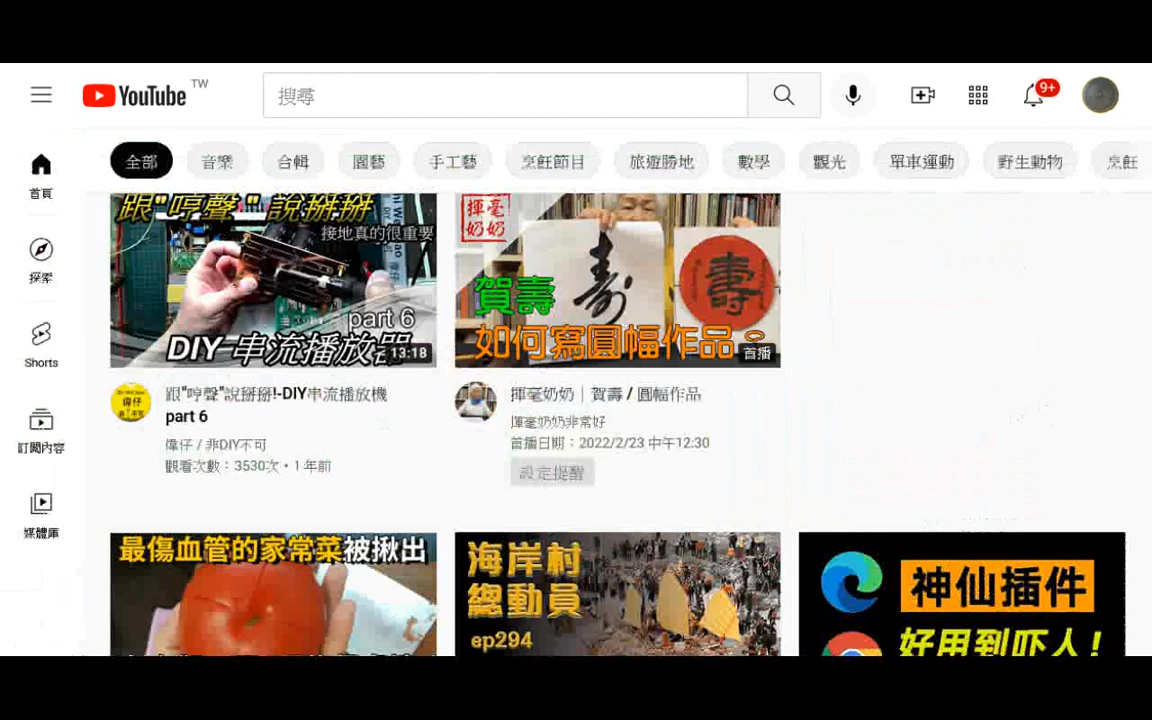 YouTube TW
搜尋
9+
全部
音樂
合輯
園藝
手工藝
烹飪節目
旅遊勝地
數學
觀光
單車運動
野生動物
烹飪
首頁
探索
Shorts
訂閱內容
媒體庫
跟"哼聲"說掰掰
接地真的很重要
part 6
DIY 串流播放器
13:18
揮毫
奶奶
壽
壽
賀壽
如何寫圓幅作品
首播
跟"哼聲"說掰掰!-DIY串流播放機
part 6
偉仔 / 非DIY不可
觀看次數：3530次・1 年前
偉仔
揮毫奶奶｜賀壽 / 圓幅作品
揮毫奶奶非常好
首播日期：2022/2/23 中午12:30
設定提醒
最傷血管的家常菜被揪出
海岸村
總動員
ep294
神仙插件
好用到吓人!